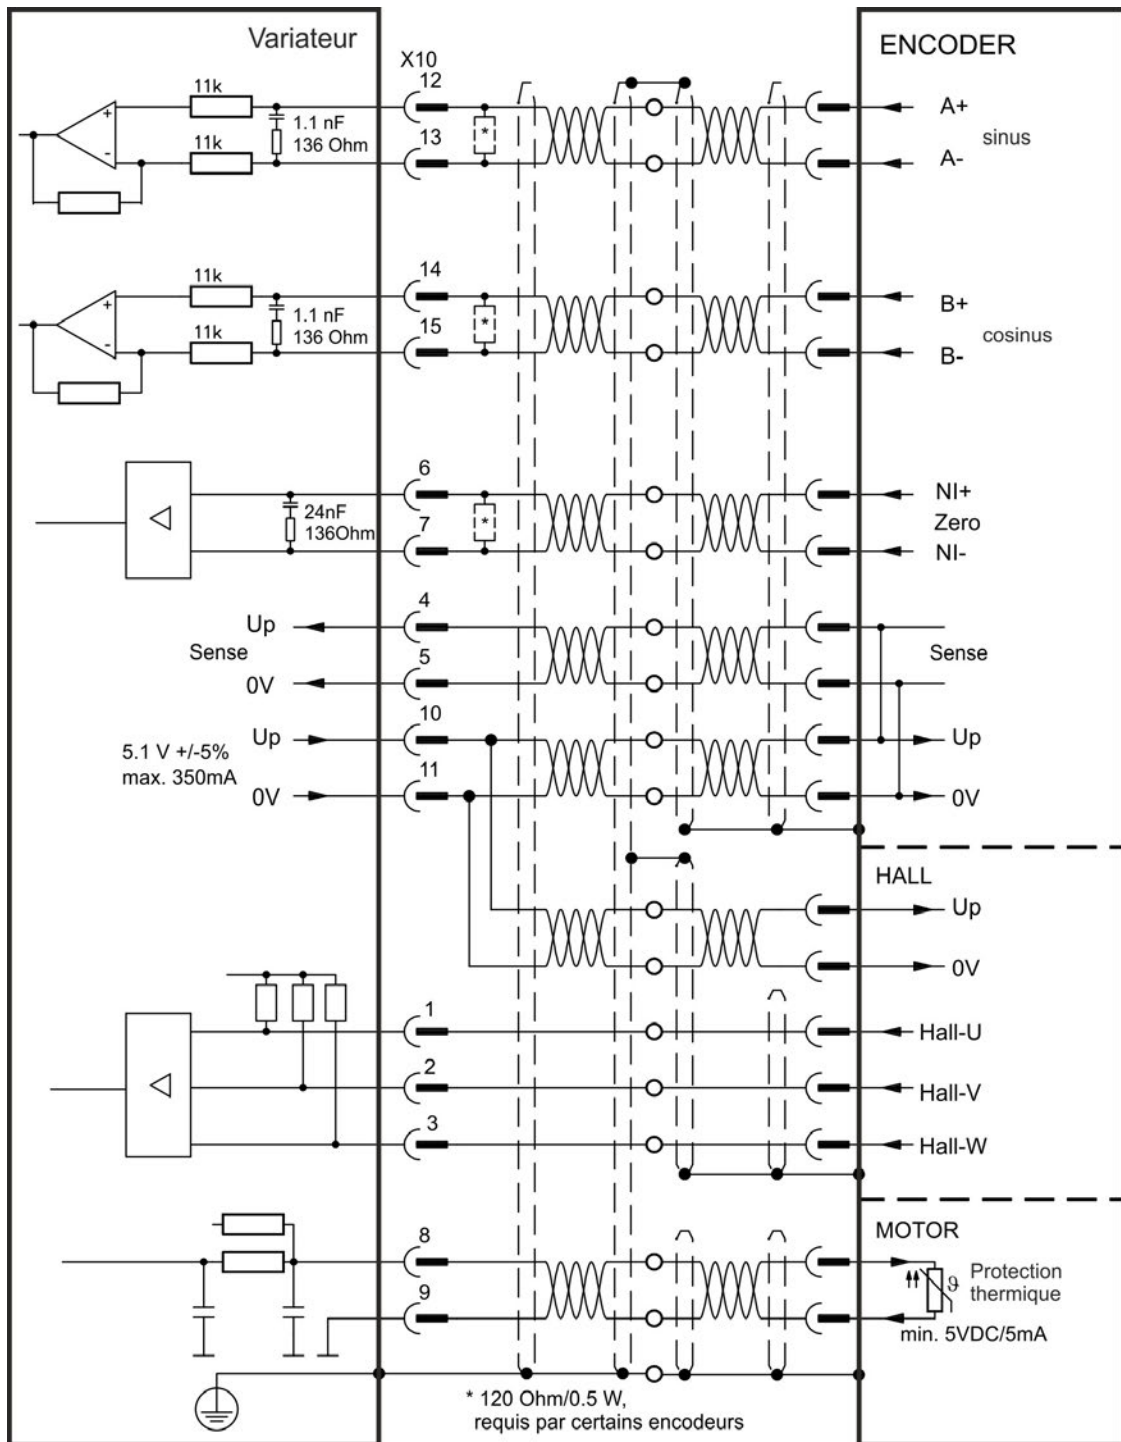 Variateur
X10
ENCODER
11k
12
A+
1.1 nF
136 Ohm
*
sinus
11k
13
A-
11k
14
B+
1.1 nF
136 Ohm
*
cosinus
11k
15
B-
+
-
+
-
6
NI+
24nF
136Ohm
*
Zero
7
NI-
Up
4
Sense
Sense
0V
5
Up
10
Up
5.1 V +/-5%
max. 350mA
0V
11
0V
HALL
Up
0V
1
Hall-U
2
Hall-V
3
Hall-W
MOTOR
8
ϑ
Protection
thermique
9
min. 5VDC/5mA
* 120 Ohm/0.5 W,
requis par certains encodeurs